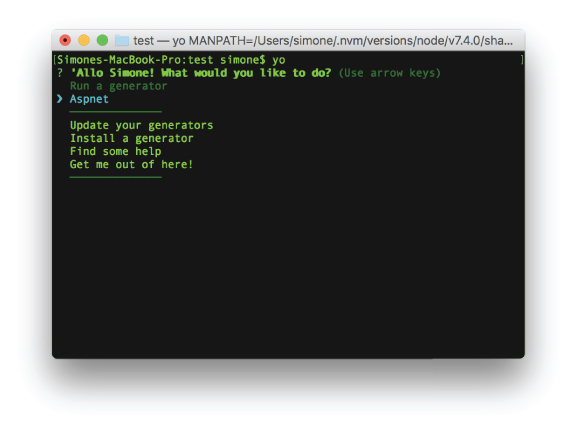 test — yo MANPATH=/Users/simone/.nvm/versions/node/v7.4.0/sha...
[Simones-MacBook-Pro:test simone$ yo ]
? 'Allo Simone! What would you like to do? (Use arrow keys)
Run a generator
❯ Aspnet
──────────────
Update your generators
Install a generator
Find some help
Get me out of here!
──────────────